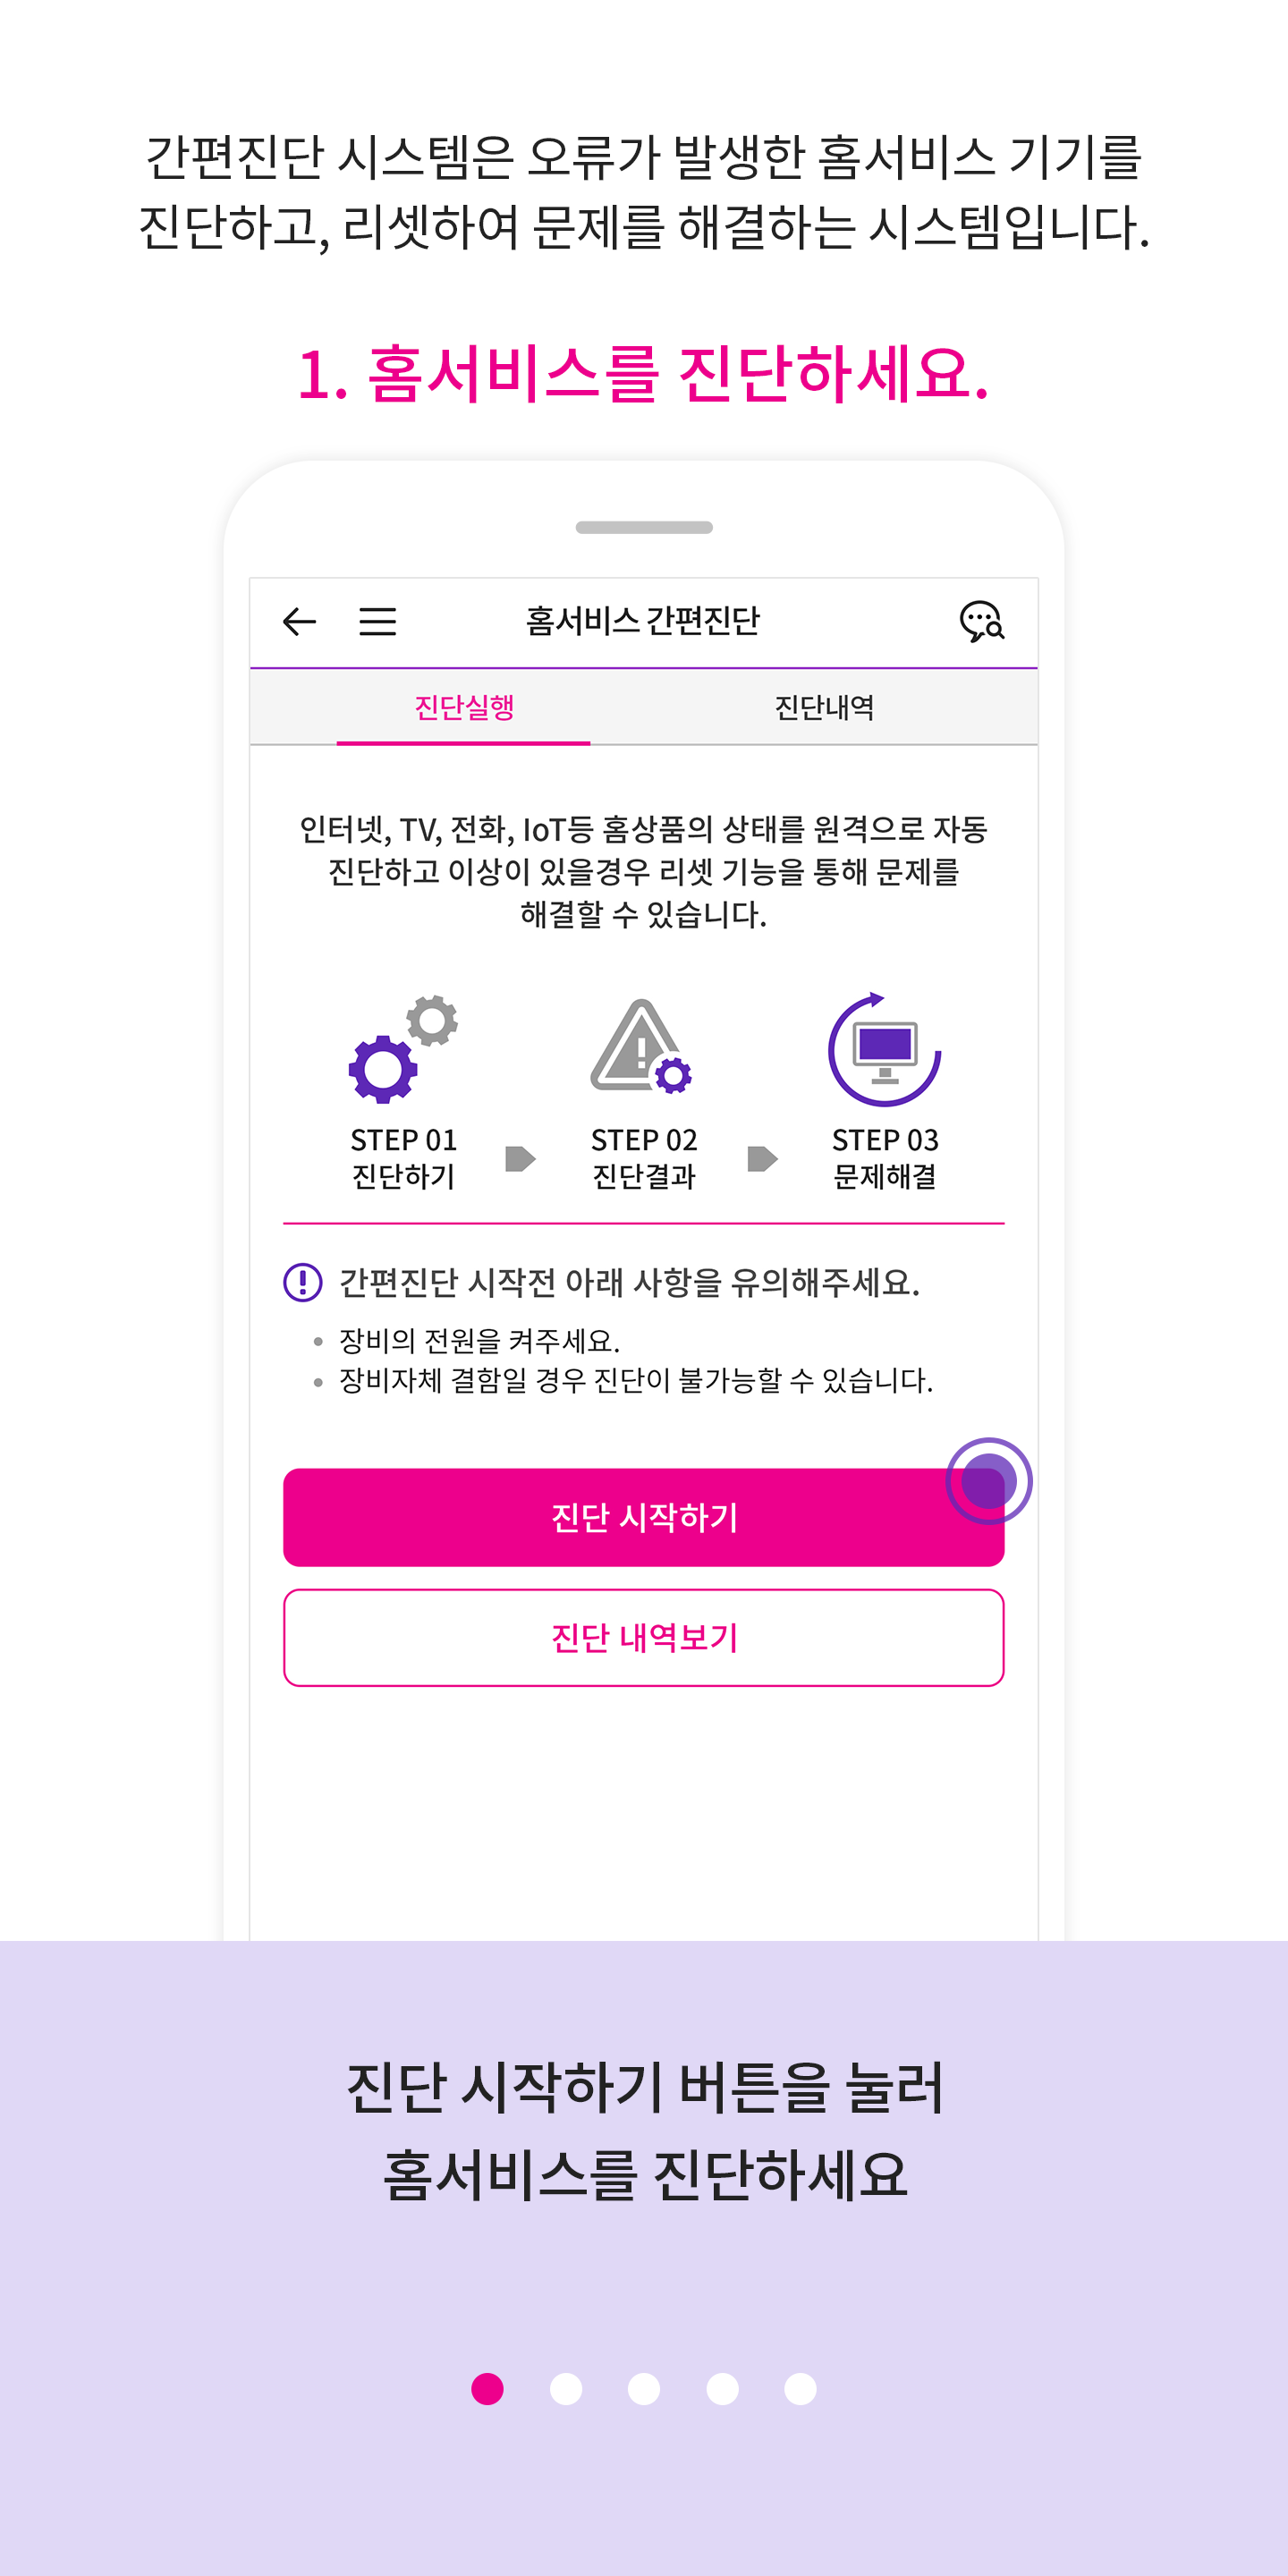 간편진단 시스템은 오류가 발생한 홈서비스 기기를
진단하고, 리셋하여 문제를 해결하는 시스템입니다.
1. 홈서비스를 진단하세요.
홈서비스 간편진단
진단실행
진단내역
인터넷, TV, 전화, IoT등 홈상품의 상태를 원격으로 자동
진단하고 이상이 있을경우 리셋 기능을 통해 문제를
해결할 수 있습니다.
STEP 01
진단하기
STEP 02
진단결과
STEP 03
문제해결
간편진단 시작전 아래 사항을 유의해주세요.
장비의 전원을 켜주세요.
장비자체 결함일 경우 진단이 불가능할 수 있습니다.
진단 시작하기
진단 내역보기
진단 시작하기 버튼을 눌러
홈서비스를 진단하세요